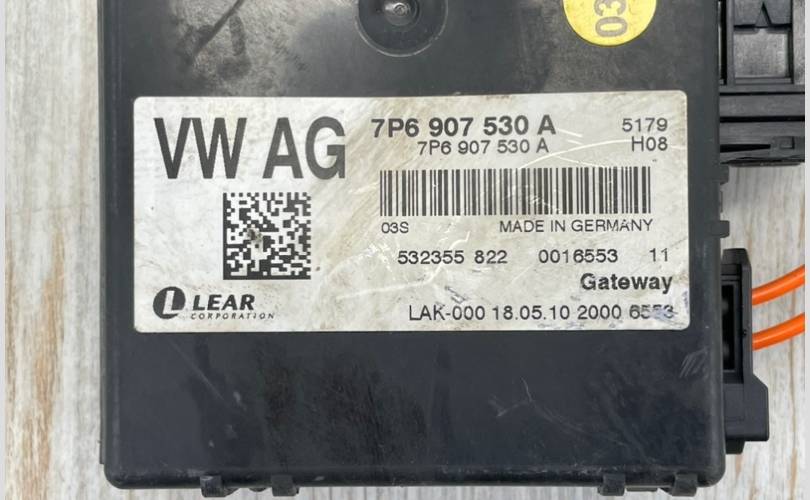 03
VW AG
7P6 907 530 A 5179
7P6 907 530 A H08
03S MADE IN GERMANY
532355 822 0016553 11
Gateway
LEAR
CORPORATION
LAK-000 18.05.10 2000 6553